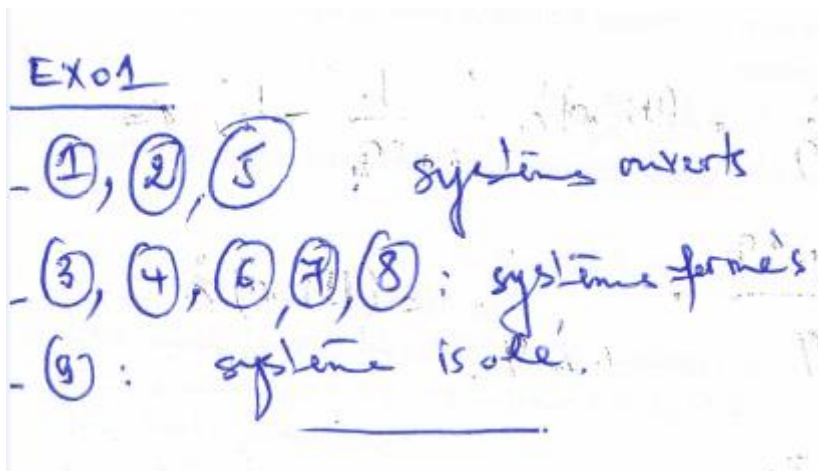 EXO1
- ①, ②, ⑤ : systèmes ouverts
- ③, ④, ⑥, ⑦, ⑧ : systèmes fermés
- ⑨ : système isolé.